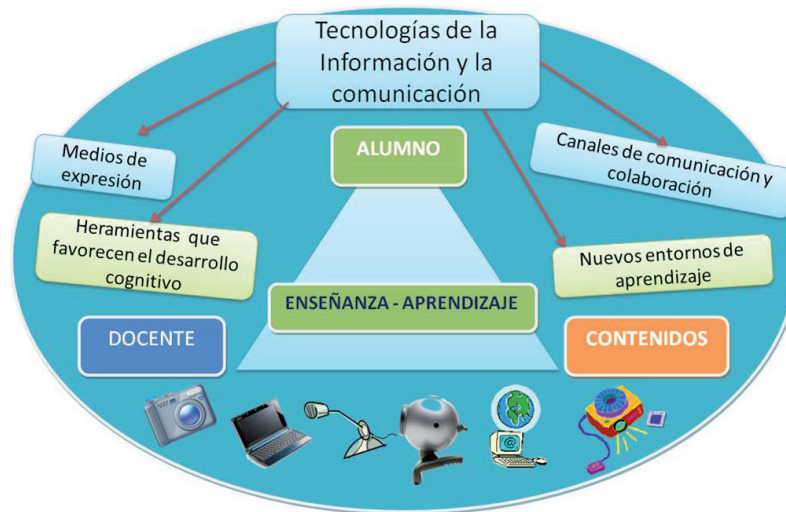 Tecnologías de la
Información y la
comunicación
Medios de
expresión
ALUMNO
Canales de comunicación y
colaboración
Heramientas que
favorecen el desarrollo
cognitivo
Nuevos entornos de
aprendizaje
ENSEÑANZA - APRENDIZAJE
DOCENTE
CONTENIDOS
@